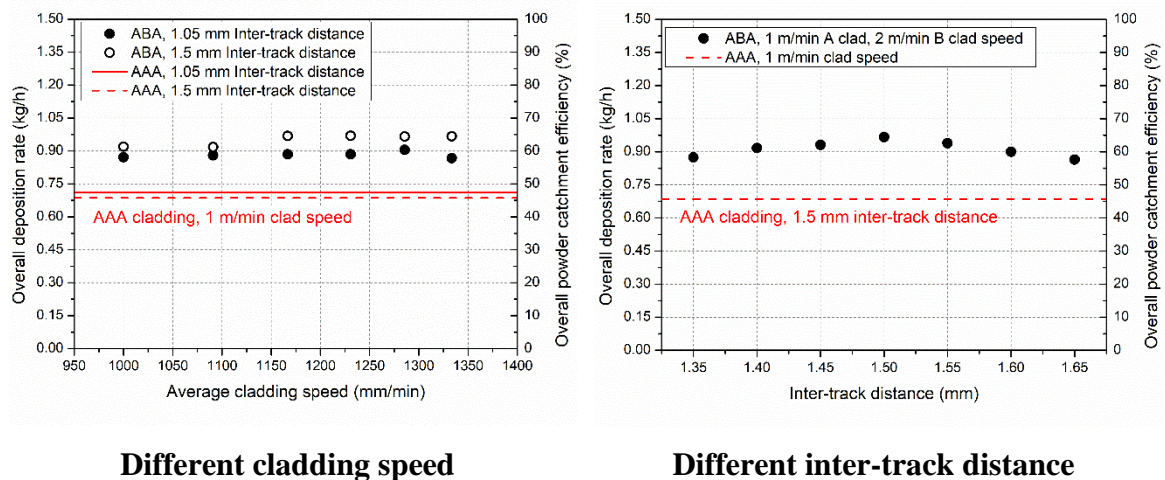 Overall deposition rate (kg/h)
1.50
1.35
1.20
1.05
0.90
0.75
0.60
0.45
0.30
0.15
0.00
ABA, 1.05 mm Inter-track distance
ABA, 1.5 mm Inter-track distance
AAA, 1.05 mm Inter-track distance
AAA, 1.5 mm Inter-track distance
AAA cladding, 1 m/min clad speed
100
90
80
70
60
50
40
30
20
10
0
Overall powder catchment efficiency (%)
950 1000 1050 1100 1150 1200 1250 1300 1350 1400
Average cladding speed (mm/min)
Different cladding speed
Overall deposition rate (kg/h)
1.50
1.35
1.20
1.05
0.90
0.75
0.60
0.45
0.30
0.15
0.00
ABA, 1 m/min A clad, 2 m/min B clad speed
AAA, 1 m/min clad speed
AAA cladding, 1.5 mm inter-track distance
100
90
80
70
60
50
40
30
20
10
0
Overall powder catchment efficiency (%)
1.35 1.40 1.45 1.50 1.55 1.60 1.65
Inter-track distance (mm)
Different inter-track distance